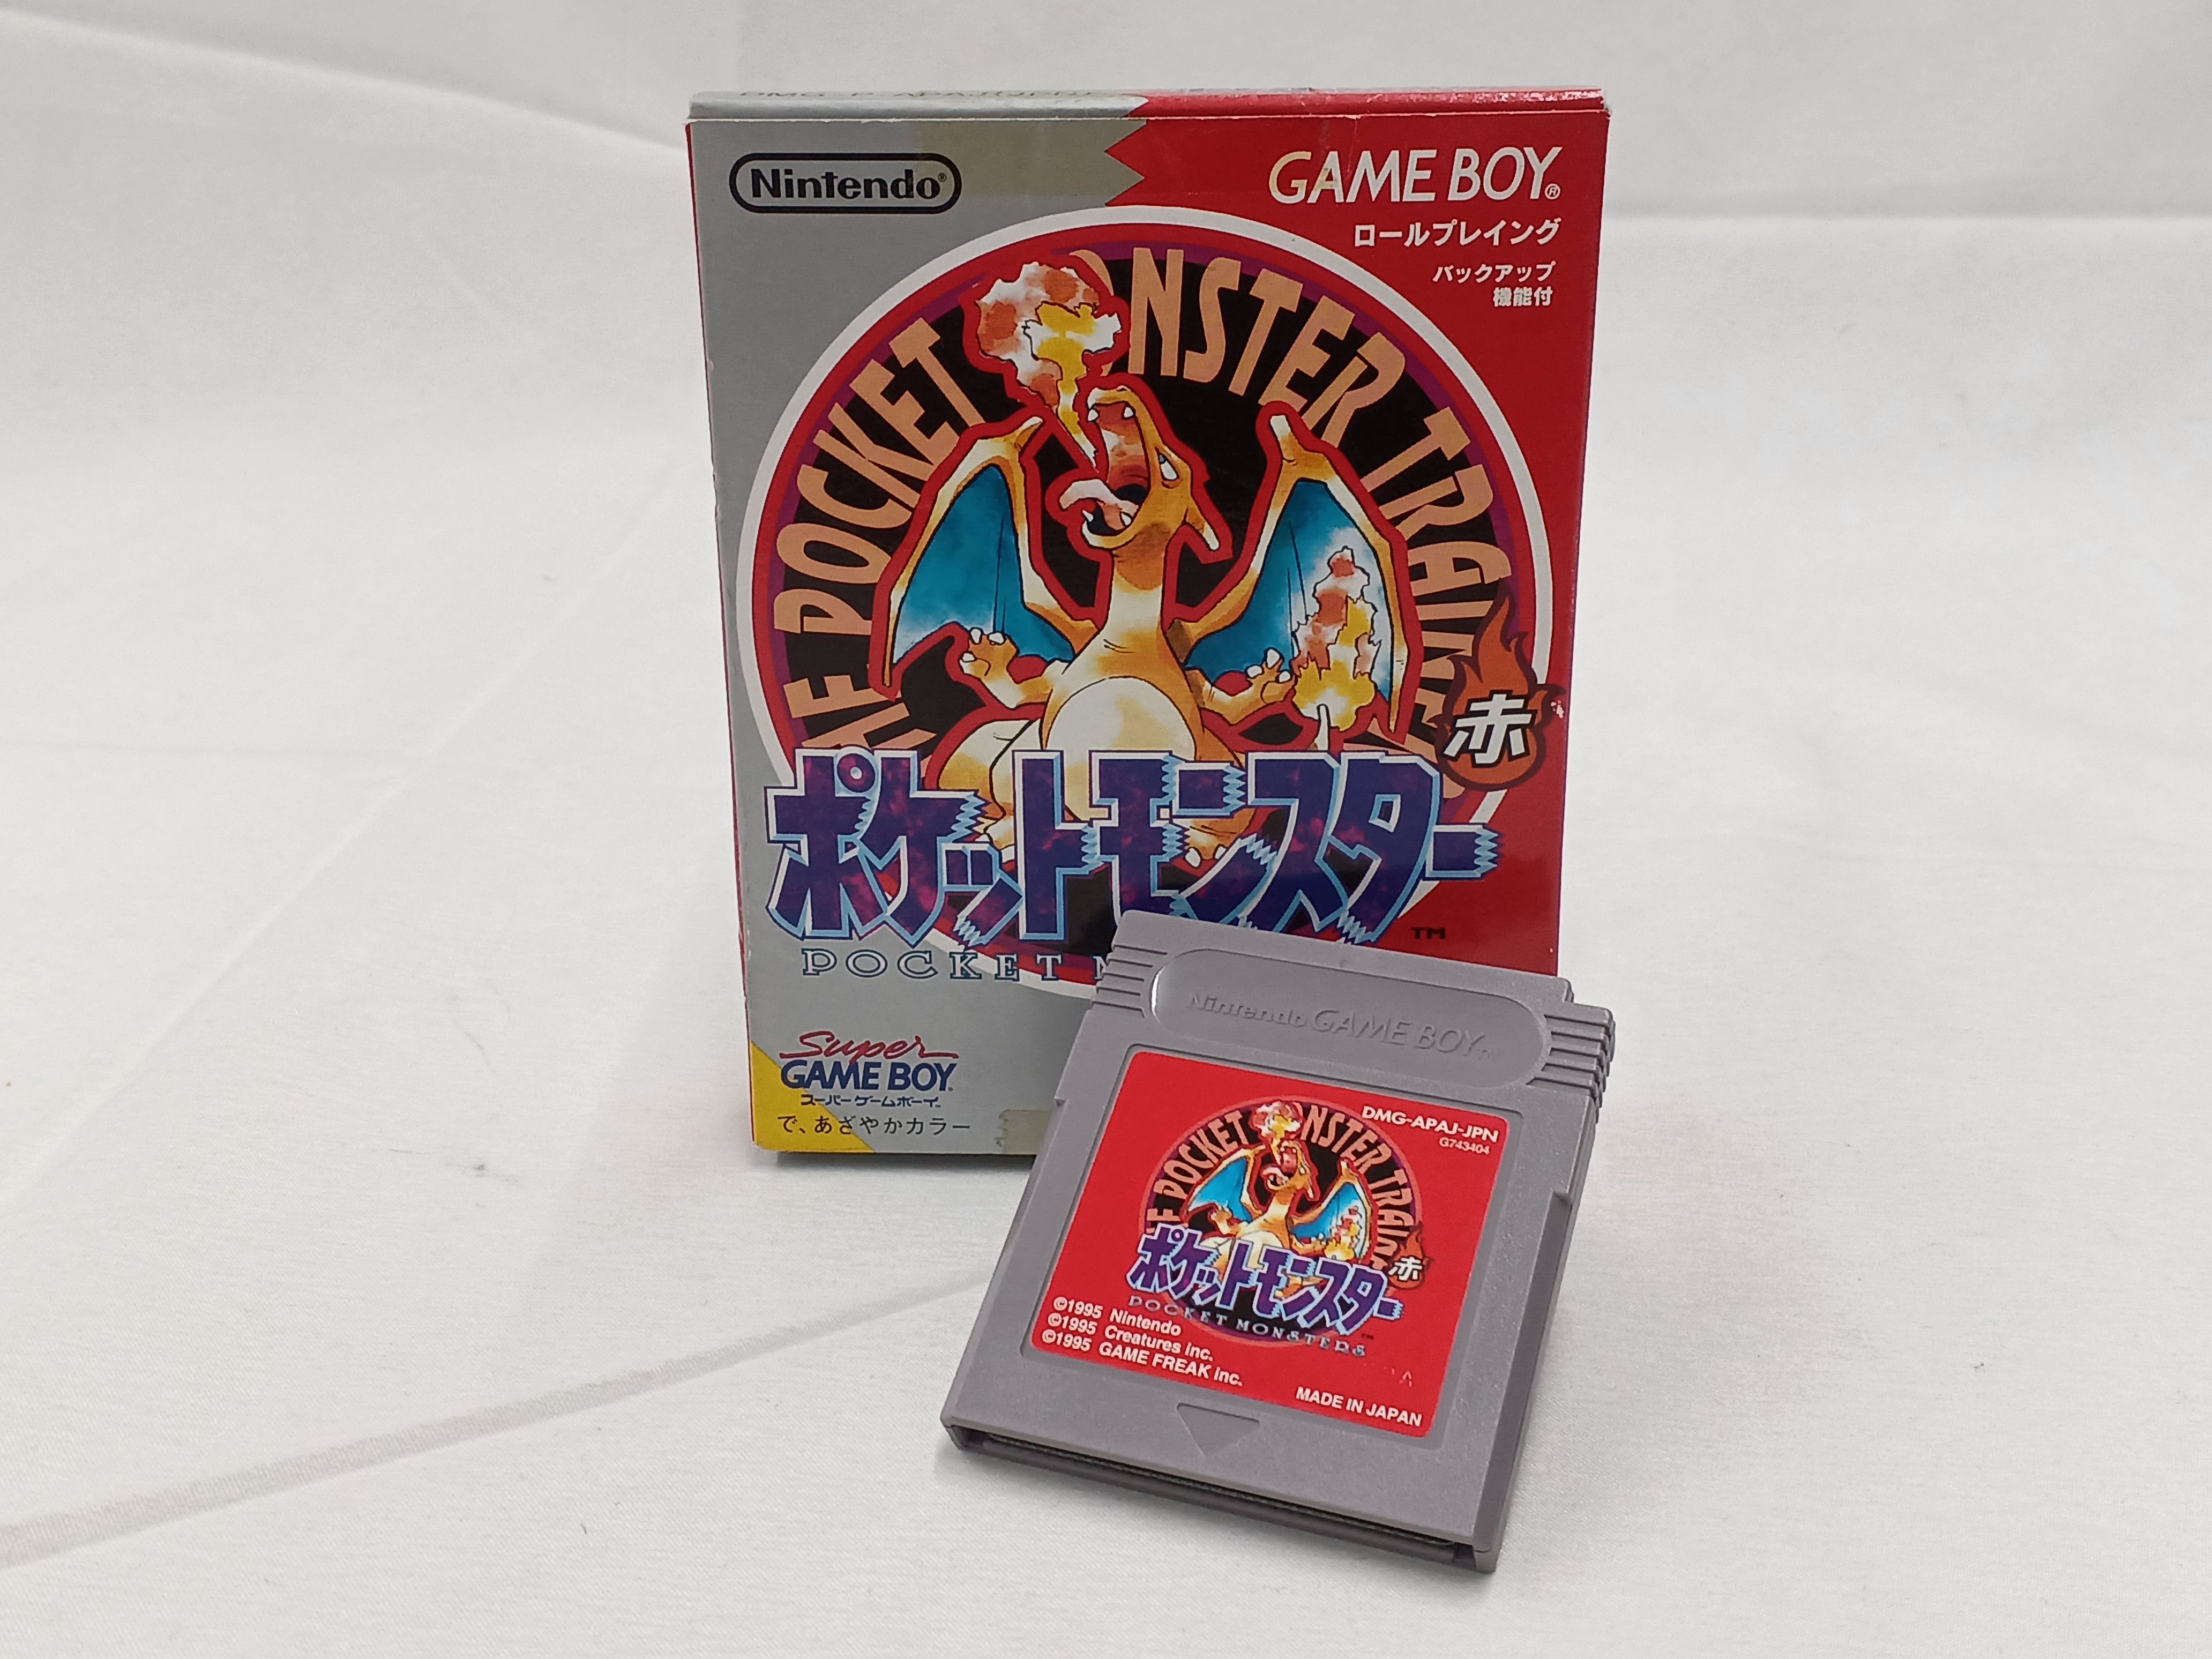 Nintendo®
GAME BOY®
ロールプレイング
バックアップ
機能付
POCKET MONSTER
赤
ポケットモンスター
TM
POCKET
Super
GAME BOY
スーパーゲームボーイ
で、あざやかカラー
Nintendo GAME BOY
DMG-APAJ-JPN
G743404
POCKET MONSTER
赤
ポケットモンスター
POCKET MONSTERS
©1995 Nintendo
©1995 Creatures inc.
©1995 GAME FREAK inc.
MADE IN JAPAN